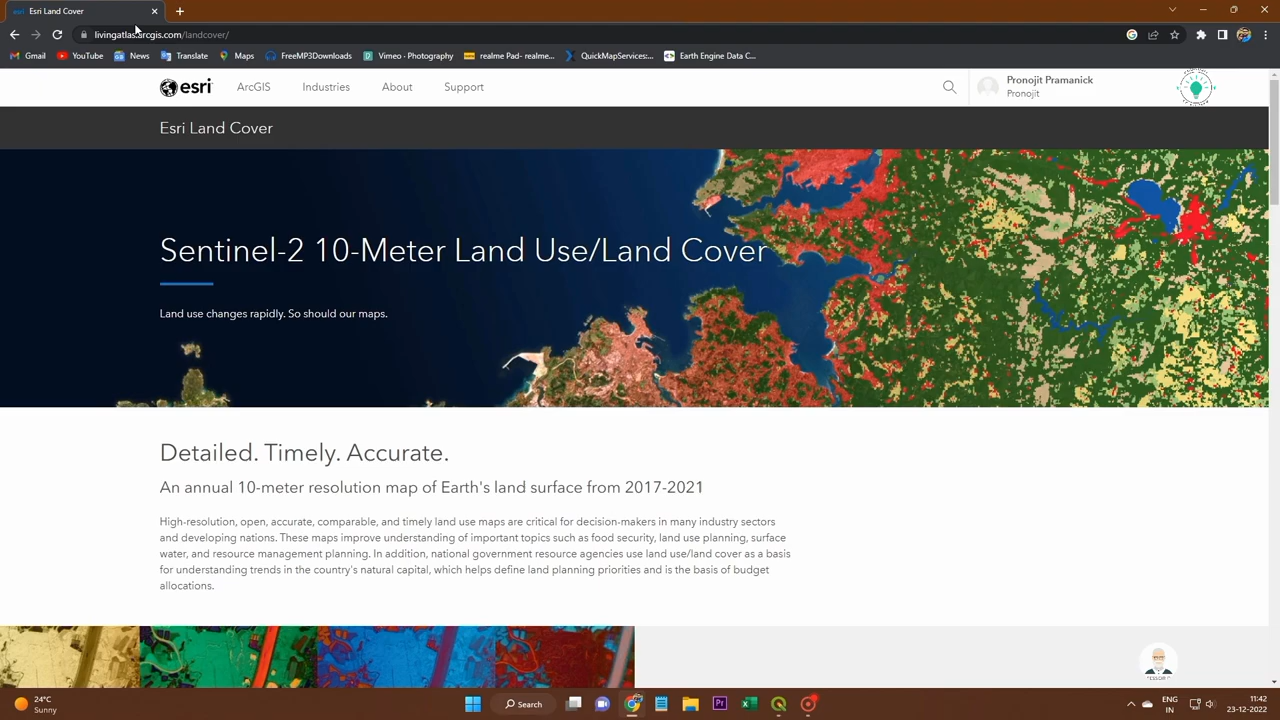 esri Esri Land Cover
livingatlas.arcgis.com/landcover/
Gmail YouTube News Translate Maps FreeMP3Downloads Vimeo - Photography realme Pad- realme... QuickMapServices:... Earth Engine Data C...
esri ArcGIS Industries About Support
Pronojit Pramanick
Pronojit
Esri Land Cover
Sentinel-2 10-Meter Land Use/Land Cover
Land use changes rapidly. So should our maps.
Detailed. Timely. Accurate.
An annual 10-meter resolution map of Earth's land surface from 2017-2021
High-resolution, open, accurate, comparable, and timely land use maps are critical for decision-makers in many industry sectors
and developing nations. These maps improve understanding of important topics such as food security, land use planning, surface
water, and resource management planning. In addition, national government resource agencies use land use/land cover as a basis
for understanding trends in the country's natural capital, which helps define land planning priorities and is the basis of budget
allocations.
24°C
Sunny
Search
ENG
IN
11:42
23-12-2022